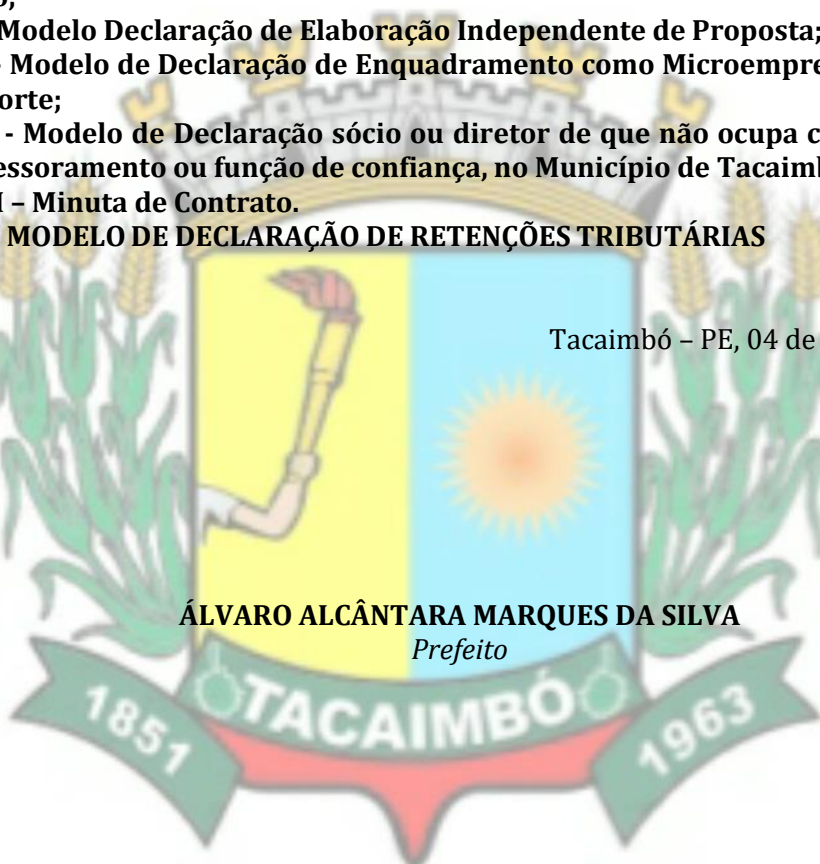 Modelo Declaração de Elaboração Independente de Proposta;
- Modelo de Declaração de Enquadramento como
orte;
- Modelo de Declaração sócio ou diretor de que não ocupa
essoramento ou função de confiança, no Município de
– Minuta de Contrato.
MODELO DE DECLARAÇÃO DE RETENÇÕES TRIBUTÁRIAS
Tacaimbó – PE, 04 de
ÁLVARO ALCÂNTARA MARQUES DA SILVA
Prefeito
1851 TACAIMBÓ 1963